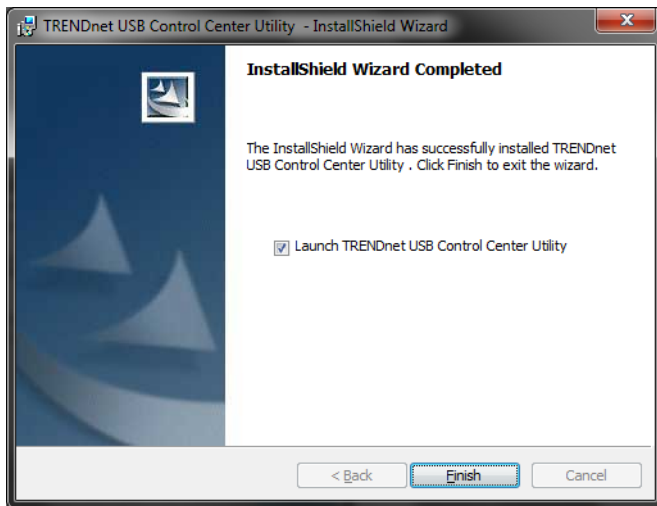 TRENDnet USB Control Center Utility - InstallShield Wizard
InstallShield Wizard Completed
The InstallShield Wizard has successfully installed TRENDnet
USB Control Center Utility . Click Finish to exit the wizard.
Launch TRENDnet USB Control Center Utility
< Back
Finish
Cancel